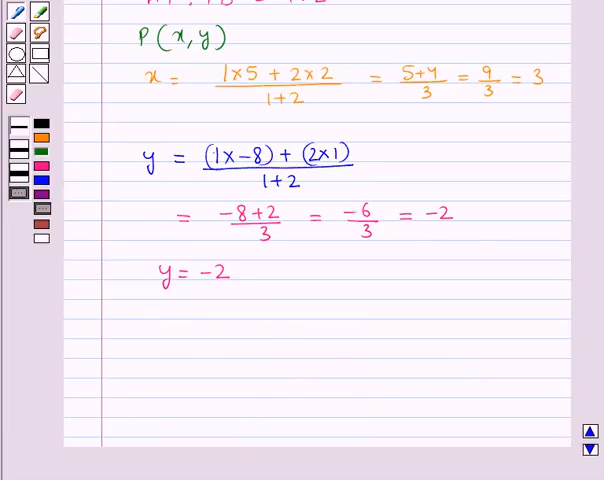 P (x, y)
x = (1×5 + 2×2)/(1+2) = (5+4)/3 = 9/3 = 3
y = ((1×-8) + (2×1))/(1+2)
= (-8+2)/3 = -6/3 = -2
y = -2